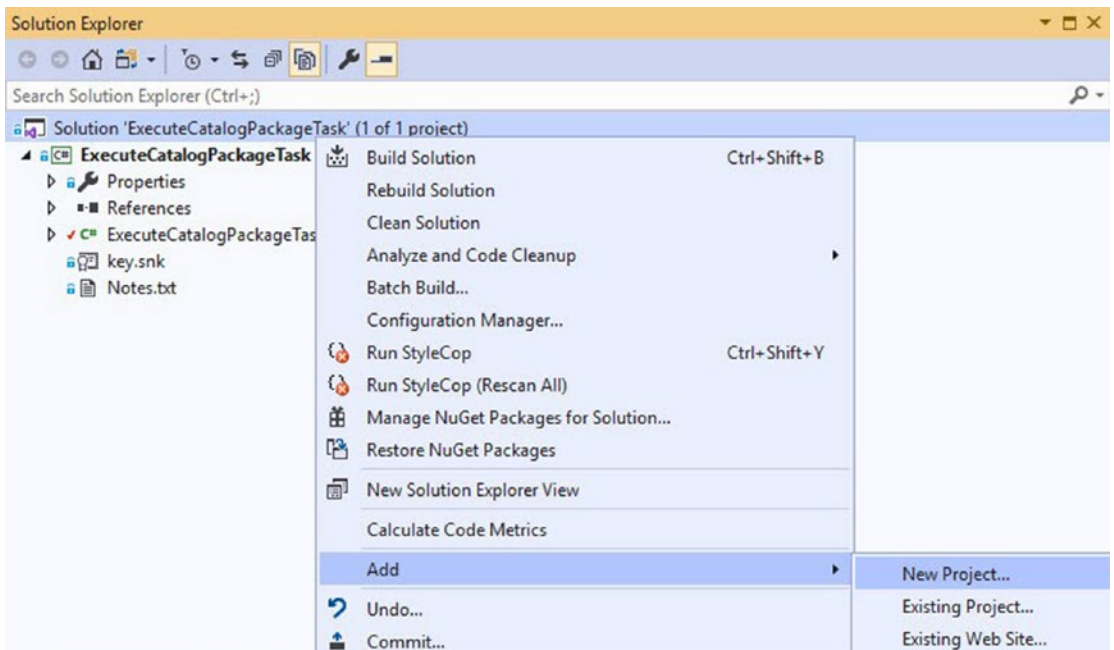 Solution Explorer
Search Solution Explorer (Ctrl+;)
Solution 'ExecuteCatalogPackageTask' (1 of 1 project)
C# ExecuteCatalogPackageTask
Properties
References
C# ExecuteCatalogPackageTas
key.snk
Notes.txt
Build Solution Ctrl+Shift+B
Rebuild Solution
Clean Solution
Analyze and Code Cleanup
Batch Build...
Configuration Manager...
Run StyleCop Ctrl+Shift+Y
Run StyleCop (Rescan All)
Manage NuGet Packages for Solution...
Restore NuGet Packages
New Solution Explorer View
Calculate Code Metrics
Add
Undo...
Commit...
New Project...
Existing Project...
Existing Web Site...